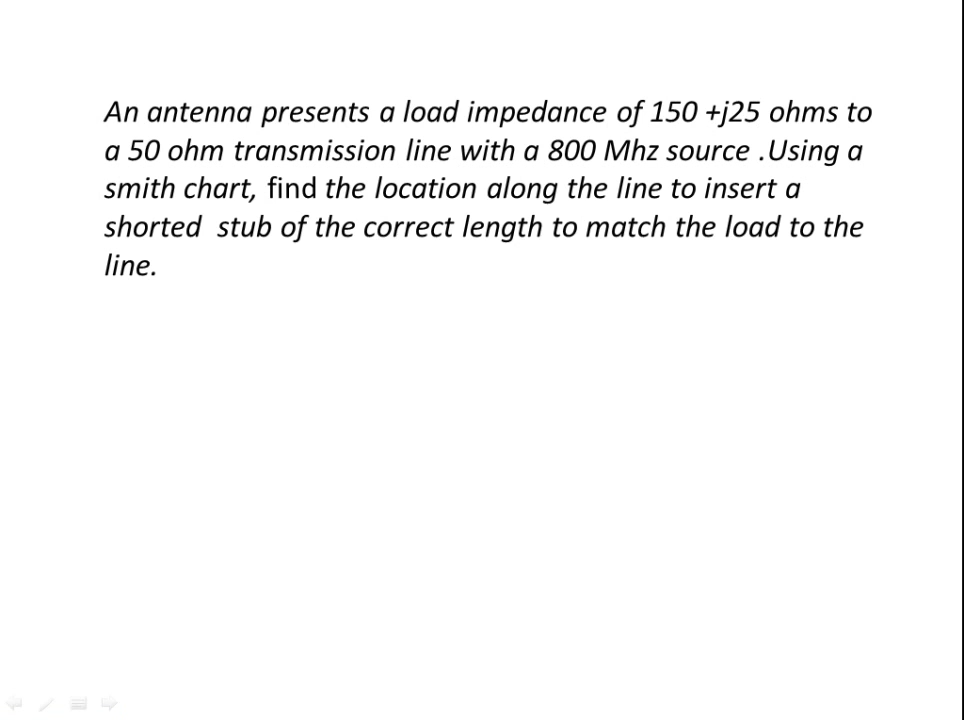 An antenna presents a load impedance of 150 +j25 ohms to
a 50 ohm transmission line with a 800 Mhz source .Using a
smith chart, find the location along the line to insert a
shorted  stub of the correct length to match the load to the
line.